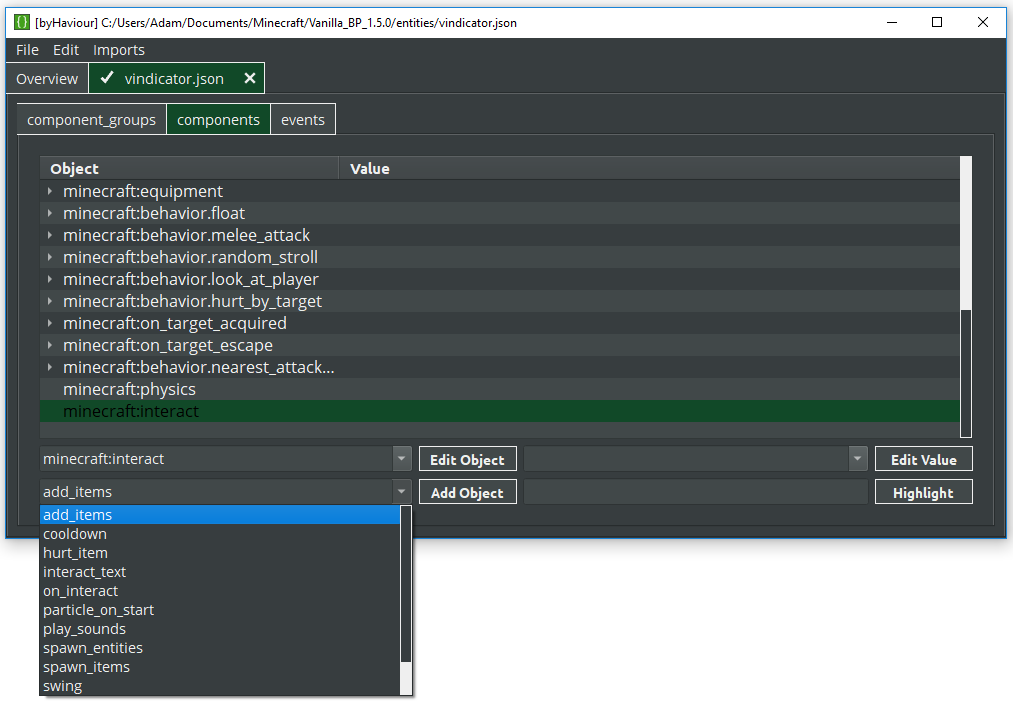 {} [byHaviour] C:/Users/Adam/Documents/Minecraft/Vanilla_BP_1.5.0/entities/vindicator.json
File Edit Imports
Overview ✓ vindicator.json ✕
component_groups components events
Object Value
minecraft:equipment
minecraft:behavior.float
minecraft:behavior.melee_attack
minecraft:behavior.random_stroll
minecraft:behavior.look_at_player
minecraft:behavior.hurt_by_target
minecraft:on_target_acquired
minecraft:on_target_escape
minecraft:behavior.nearest_attack...
minecraft:physics
minecraft:interact
minecraft:interact Edit Object Edit Value
add_items Add Object Highlight
add_items
cooldown
hurt_item
interact_text
on_interact
particle_on_start
play_sounds
spawn_entities
spawn_items
swing